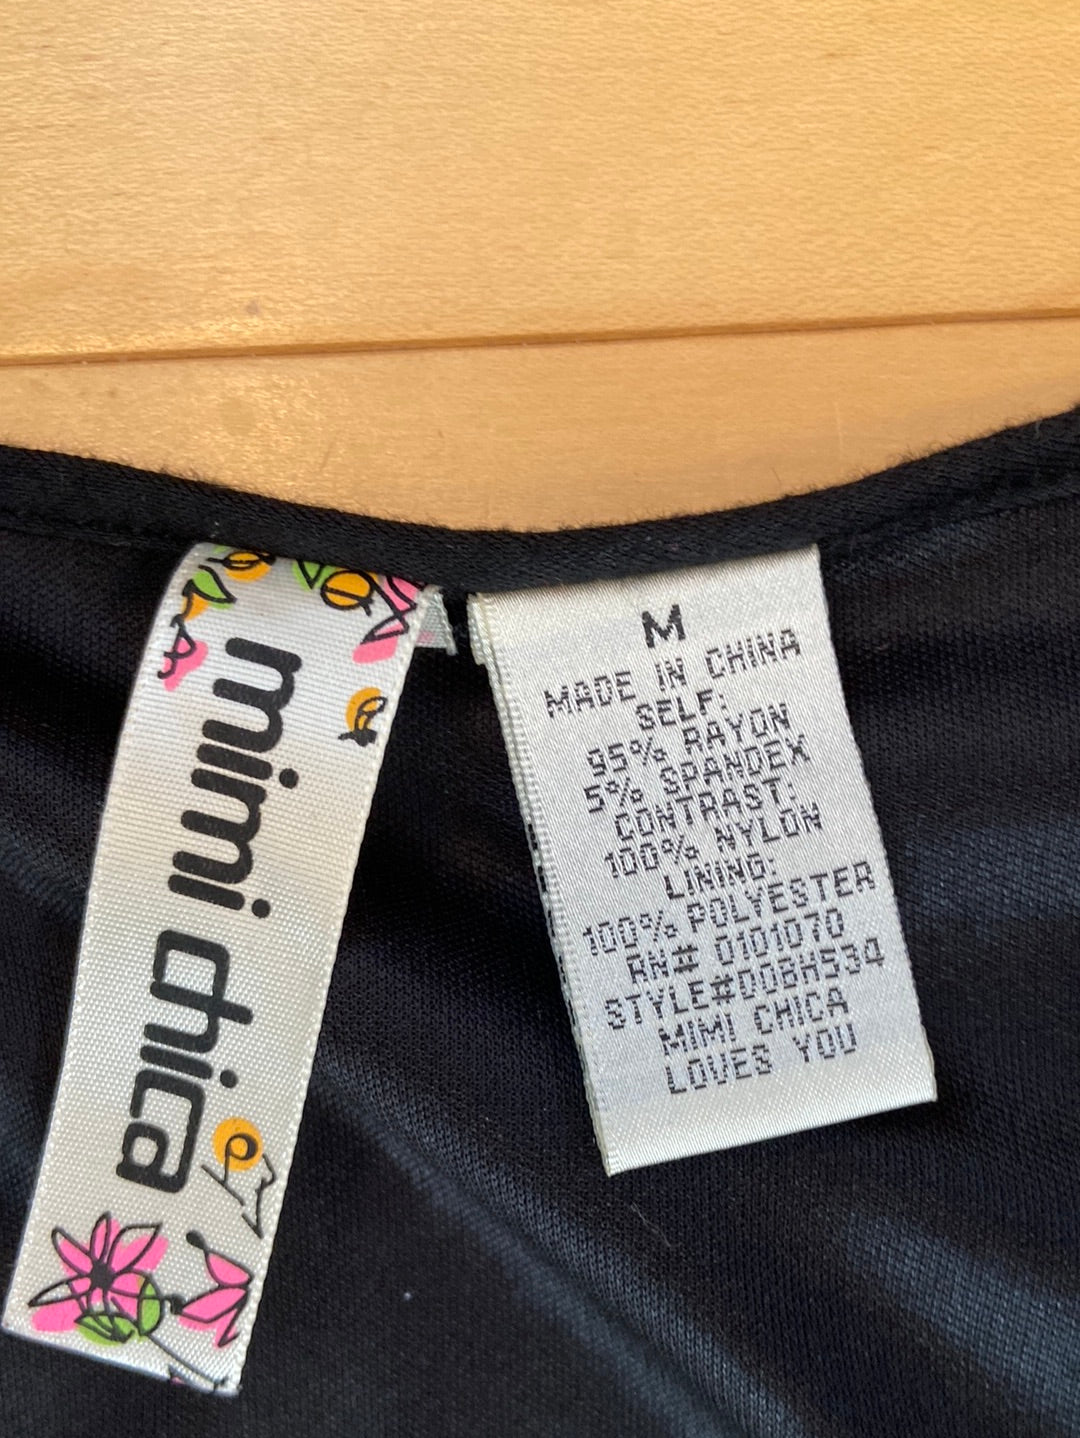 mimi chica
M
MADE IN CHINA
SELF:
95% RAYON
5% SPANDEX
CONTRAST:
100% NYLON
LINING:
100% POLYESTER
RN# 0101070
STYLE#DDBH534
MIMI CHICA
LOVES YOU